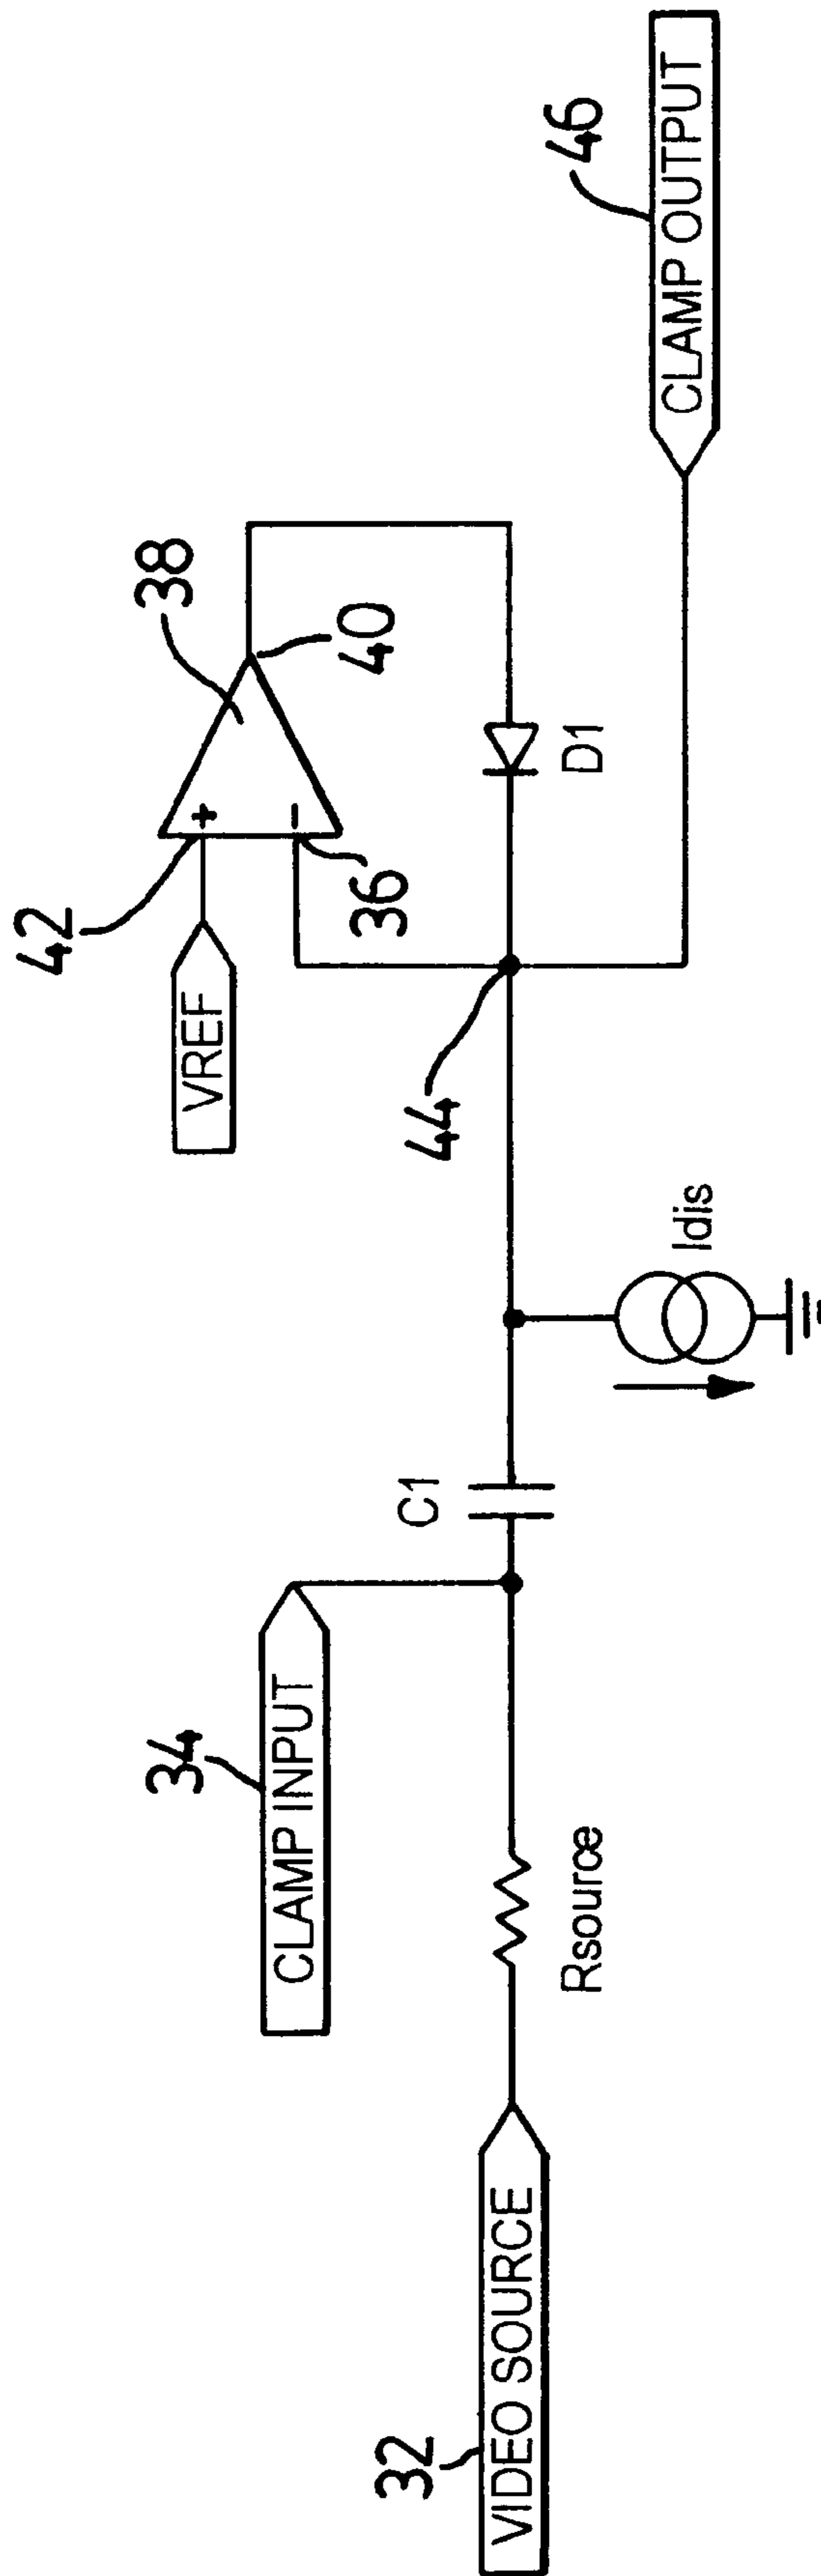 32
VIDEO SOURCE
Rsource
34
CLAMP INPUT
C1
Idis
VREF
42
+
-
36
38
40
44
D1
46
CLAMP OUTPUT